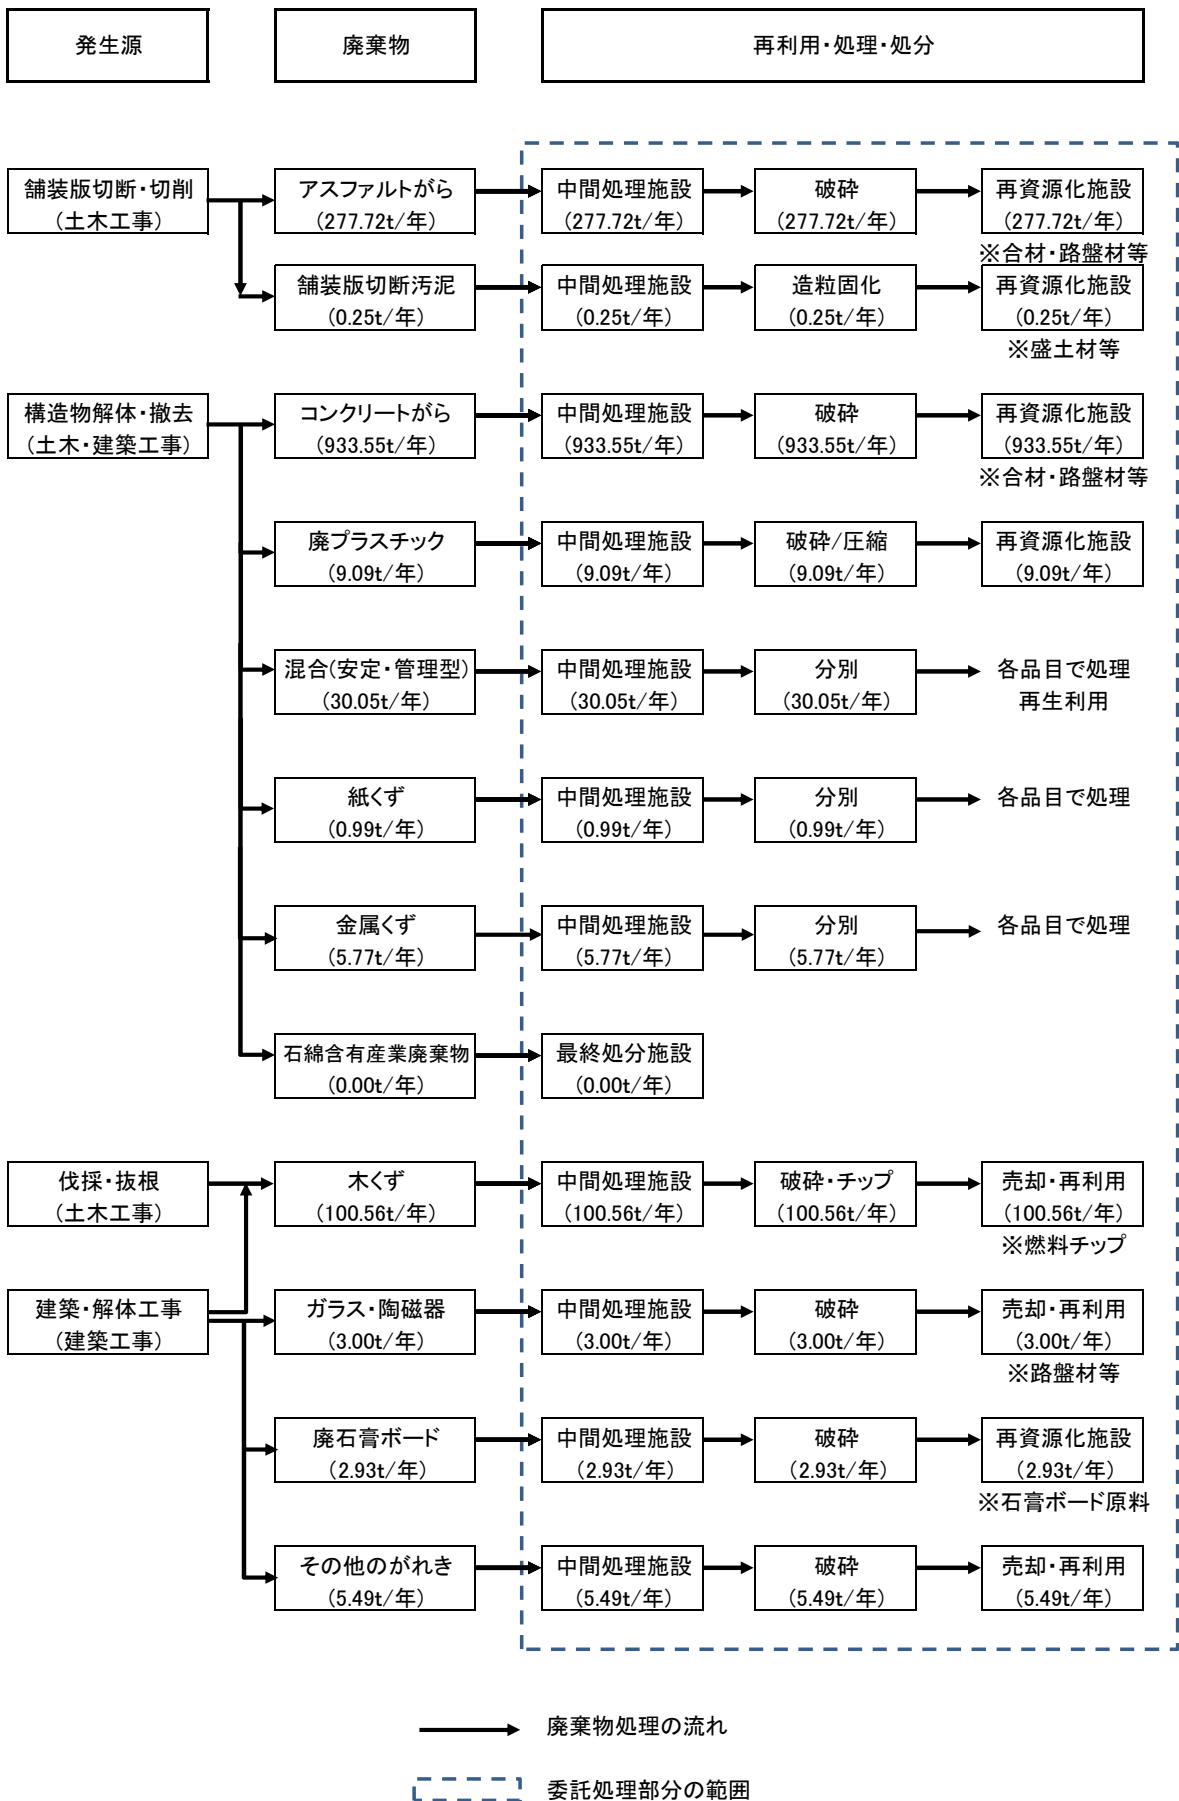 発生源
廃棄物
再利用・処理・処分
舗装版切断・切削
(土木工事)
アスファルトがら
(277.72t/年)
中間処理施設
(277.72t/年)
破砕
(277.72t/年)
再資源化施設
(277.72t/年)
※合材・路盤材等
舗装版切断汚泥
(0.25t/年)
中間処理施設
(0.25t/年)
造粒固化
(0.25t/年)
再資源化施設
(0.25t/年)
※盛土材等
構造物解体・撤去
(土木・建築工事)
コンクリートがら
(933.55t/年)
中間処理施設
(933.55t/年)
破砕
(933.55t/年)
再資源化施設
(933.55t/年)
※合材・路盤材等
廃プラスチック
(9.09t/年)
中間処理施設
(9.09t/年)
破砕/圧縮
(9.09t/年)
再資源化施設
(9.09t/年)
混合(安定・管理型)
(30.05t/年)
中間処理施設
(30.05t/年)
分別
(30.05t/年)
各品目で処理
再生利用
紙くず
(0.99t/年)
中間処理施設
(0.99t/年)
分別
(0.99t/年)
各品目で処理
金属くず
(5.77t/年)
中間処理施設
(5.77t/年)
分別
(5.77t/年)
各品目で処理
石綿含有産業廃棄物
(0.00t/年)
最終処分施設
(0.00t/年)
伐採・抜根
(土木工事)
木くず
(100.56t/年)
中間処理施設
(100.56t/年)
破砕・チップ
(100.56t/年)
売却・再利用
(100.56t/年)
※燃料チップ
建築・解体工事
(建築工事)
ガラス・陶磁器
(3.00t/年)
中間処理施設
(3.00t/年)
破砕
(3.00t/年)
売却・再利用
(3.00t/年)
※路盤材等
廃石膏ボード
(2.93t/年)
中間処理施設
(2.93t/年)
破砕
(2.93t/年)
再資源化施設
(2.93t/年)
※石膏ボード原料
その他のがれき
(5.49t/年)
中間処理施設
(5.49t/年)
破砕
(5.49t/年)
売却・再利用
(5.49t/年)
廃棄物処理の流れ
委託処理部分の範囲